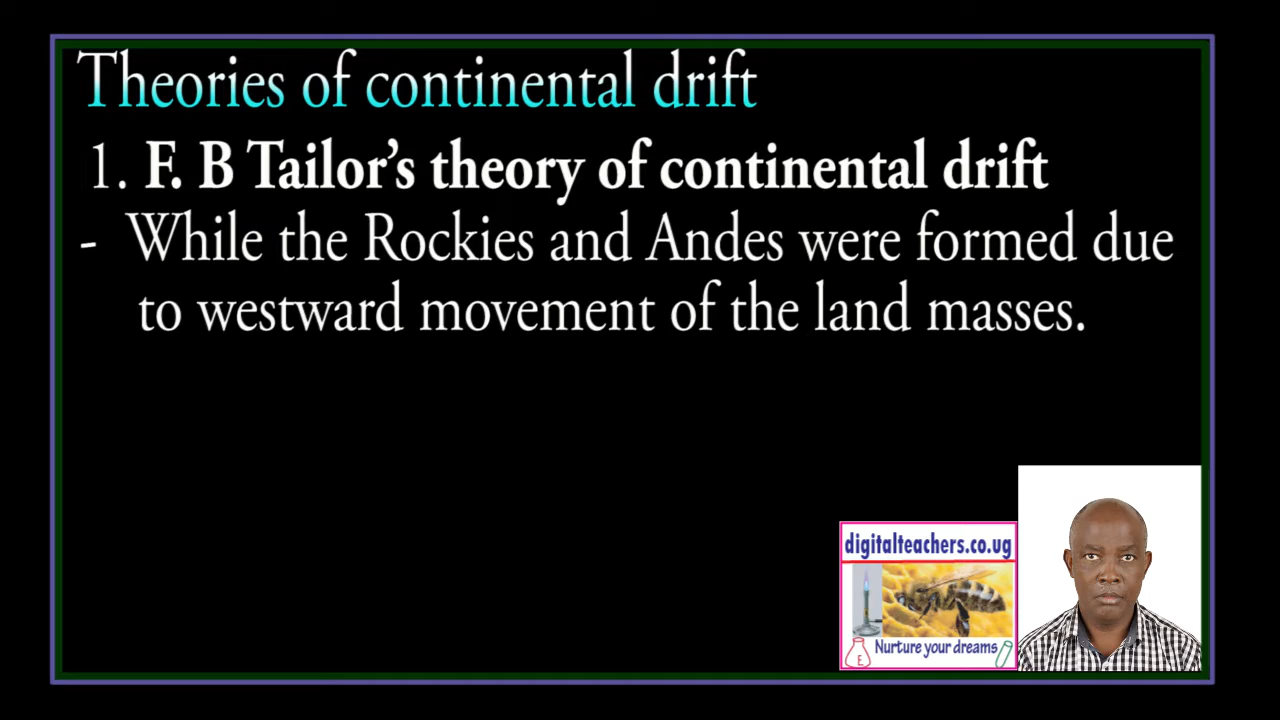 Theories of continental drift
1. F. B Tailor's theory of continental drift
- While the Rockies and Andes were formed due
to westward movement of the land masses.
digitalteachers.co.ug
Nurture your dreams
E